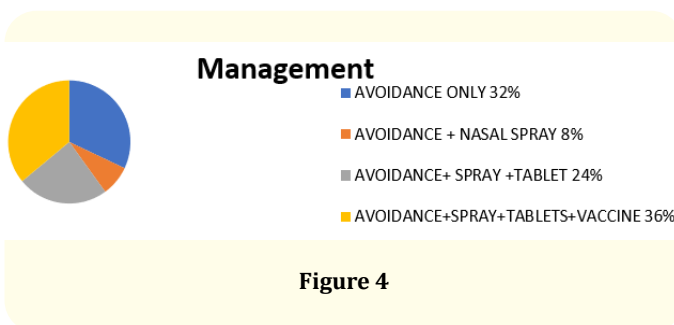 Management
AVOIDANCE ONLY 32%
AVOIDANCE + NASAL SPRAY 8%
AVOIDANCE+ SPRAY +TABLET 24%
AVOIDANCE+SPRAY+TABLETS+VACCINE 36%
Figure 4